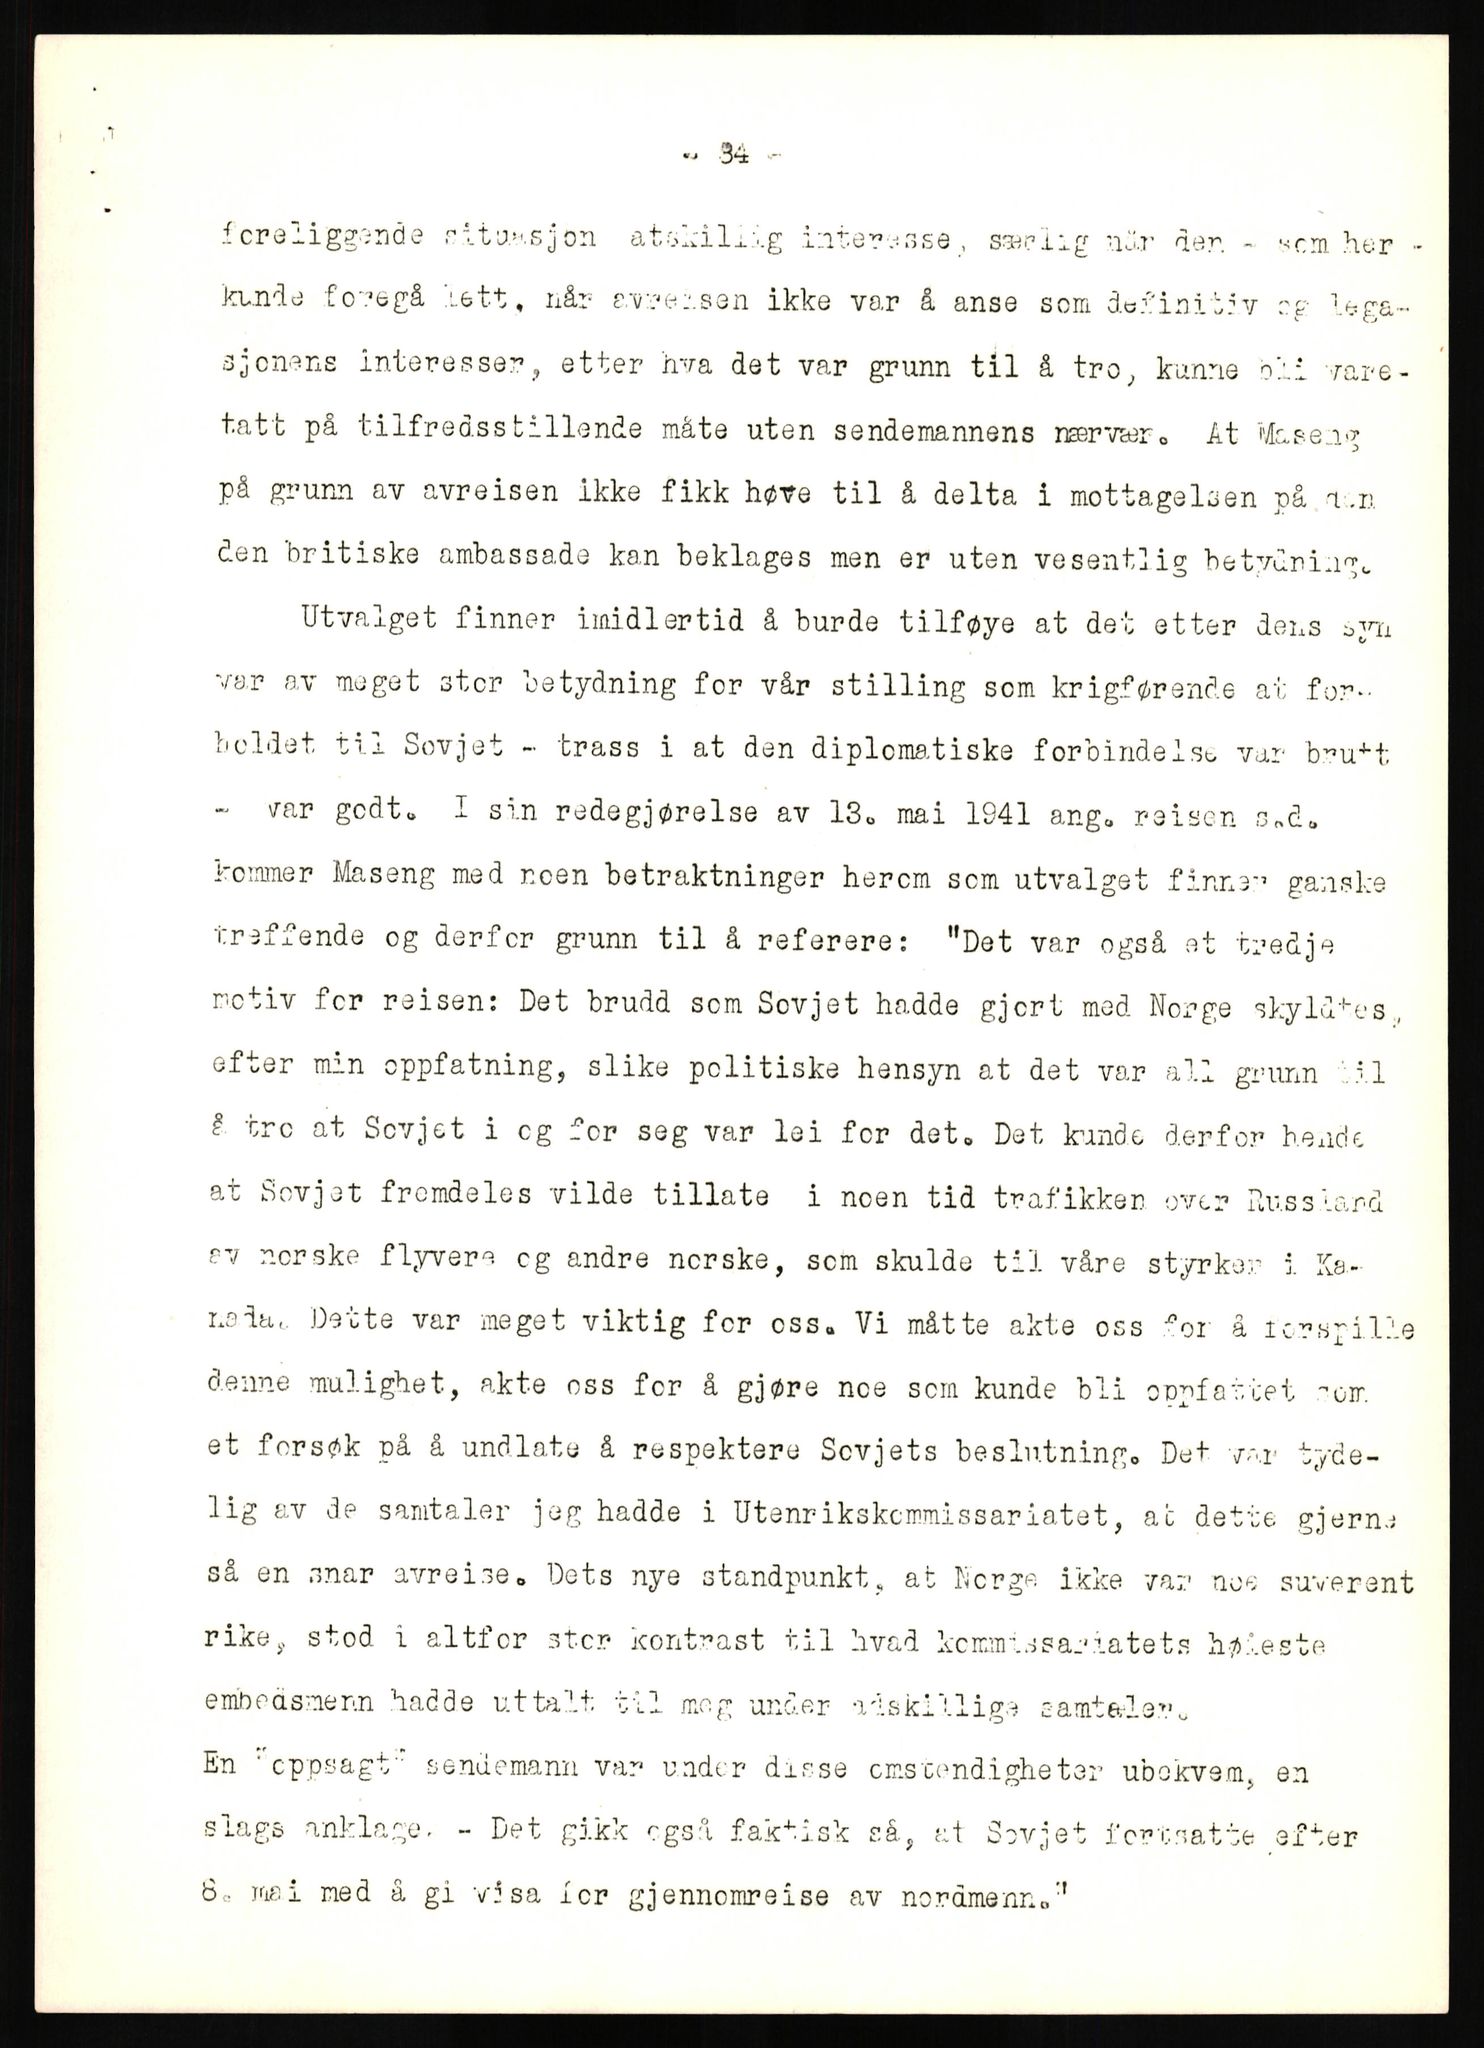 - 34 -
foreliggende situasjon atskillig interesse, særlig når den - som her -
kunde foregå lett, når avreisen ikke var å anse som definitiv og lega-
sjonens interesser, etter hva det var grunn til å tro, kunne bli vare-
tatt på tilfredsstillende måte uten sendemannens nærvær. At Maseng
på grunn av avreisen ikke fikk høve til å delta i mottagelsen på den
den britiske ambassade kan beklages men er uten vesentlig betydning.
Utvalget finner imidlertid å burde tilføye at det etter dens syn
var av meget stor betydning for vår stilling som krigførende at for-
holdet til Sovjet - trass i at den diplomatiske forbindelse var brutt
- var godt. I sin redegjørelse av 13. mai 1941 ang. reisen s.d.
kommer Maseng med noen betraktninger herom som utvalget finner ganske
treffende og derfor grunn til å referere: "Det var også et tredje
motiv for reisen: Det brudd som Sovjet hadde gjort med Norge skyldtes,
efter min oppfatning, slike politiske hensyn at det var all grunn til
å tro at Sovjet i og for seg var lei for det. Det kunde derfor hende
at Sovjet fremdeles vilde tillate i noen tid trafikken over Russland
av norske flyvere og andre norske, som skulde til våre styrker i Ka-
nada. Dette var meget viktig for oss. Vi måtte akte oss for å forspille
denne mulighet, akte oss for å gjøre noe som kunde bli oppfattet som
et forsøk på å undlate å respektere Sovjets beslutning. Det var tyde-
lig av de samtaler jeg hadde i Utenrikskommissariatet, at dette gjerne
så en snar avreise. Dets nye standpunkt, at Norge ikke var noe suverent
rike, stod i altfor stor kontrast til hvad kommissariatets høieste
embedsmenn hadde uttalt til meg under adskillige samtaler.
En "oppsagt" sendemann var under disse omstendigheter ubekvem, en
slags anklage. - Det gikk også faktisk så, at Sovjet fortsatte efter
8. mai med å gi visa for gjennomreise av nordmenn."